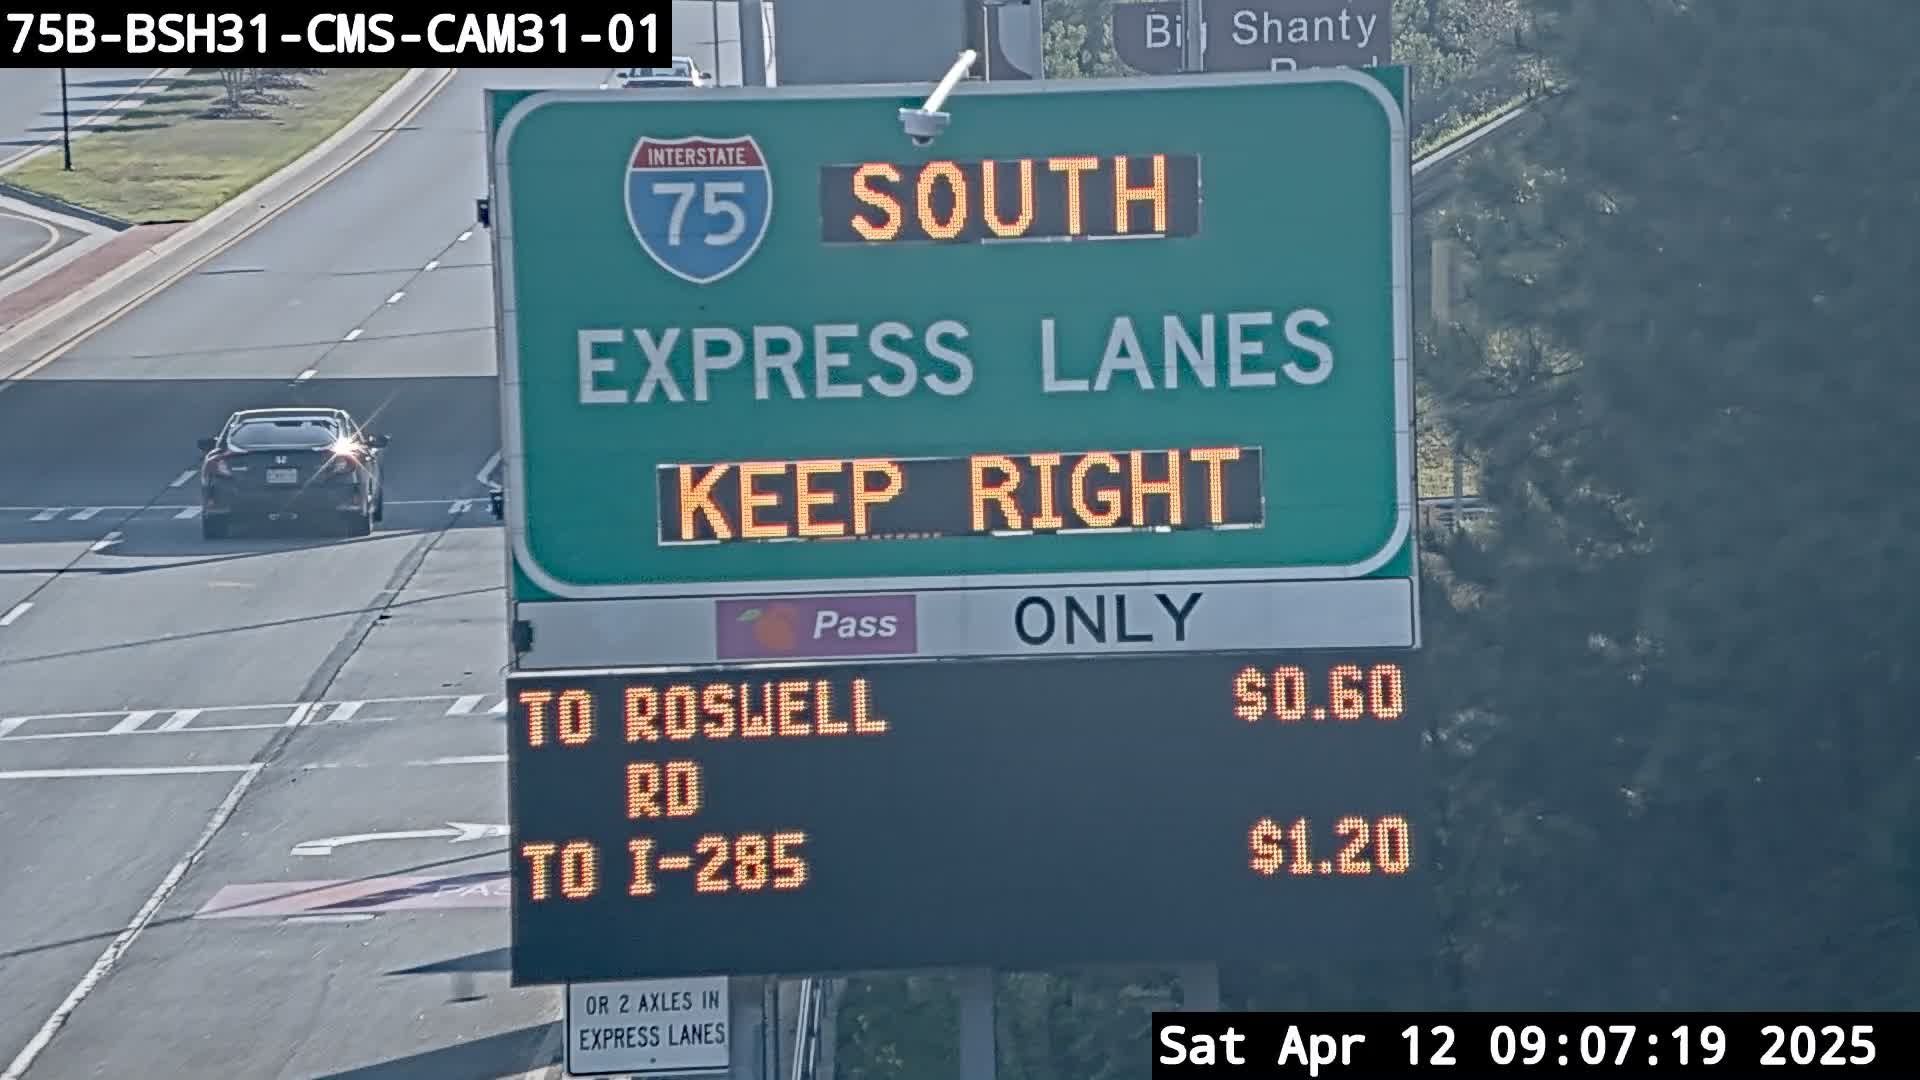 75B-BSH31-CMS-CAM31-01
Big Shanty
Road
INTERSTATE
75
SOUTH
EXPRESS LANES
KEEP RIGHT
Pass
ONLY
TO ROSWELL $0.60
RD
TO I-285 $1.20
OR 2 AXLES IN
EXPRESS LANES
Sat Apr 12 09:07:19 2025